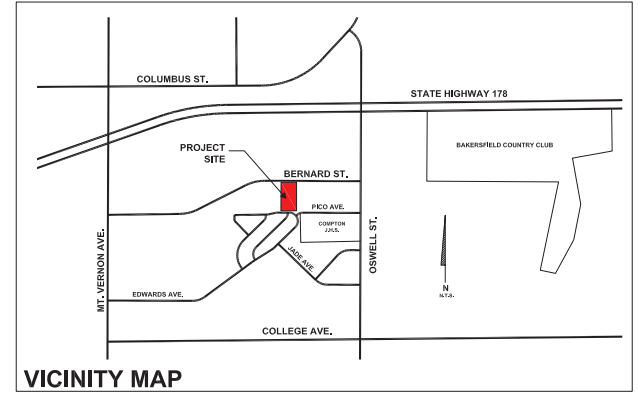 COLUMBUS ST.
STATE HIGHWAY 178
PROJECT
SITE
BERNARD ST.
BAKERSFIELD COUNTRY CLUB
PICO AVE.
COMPTON
J.H.S.
MT. VERNON AVE.
OSWELL ST.
JADE AVE.
EDWARDS AVE.
N
N.T.S.
COLLEGE AVE.
VICINITY MAP